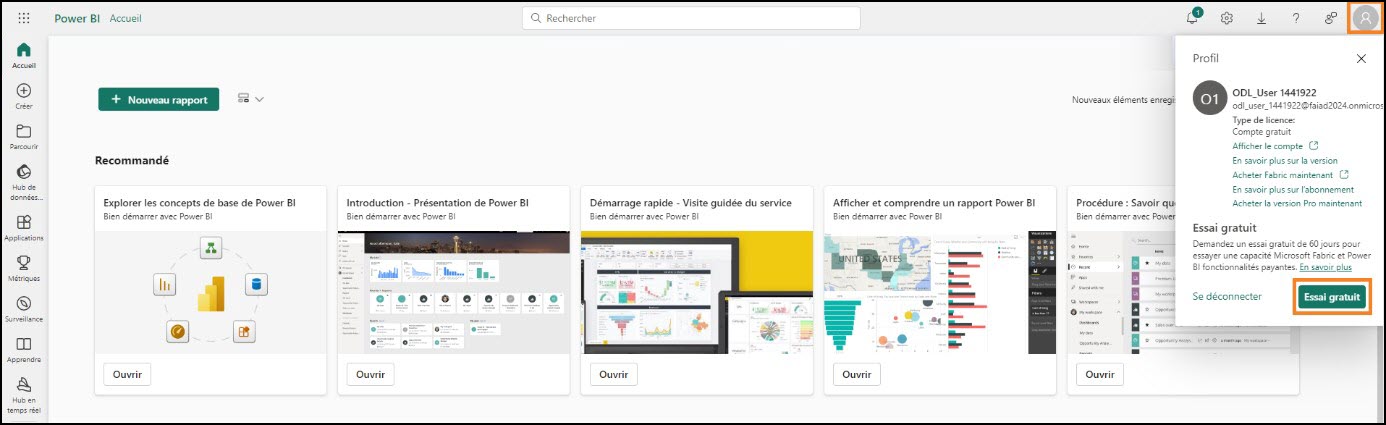 Power BI Accueil
Rechercher
1
?
Accueil
Créer
Parcourir
Hub de
données...
Applications
Métriques
Surveillance
Apprendre
Hub en
temps réel
+ Nouveau rapport
Nouveaux éléments enregis
Recommandé
Explorer les concepts de base de Power BI
Bien démarrer avec Power BI
Ouvrir
Introduction - Présentation de Power BI
Bien démarrer avec Power BI
Ouvrir
Démarrage rapide - Visite guidée du service
Bien démarrer avec Power BI
Ouvrir
Afficher et comprendre un rapport Power BI
Bien démarrer avec Power BI
UNITED STATES
Ouvrir
Procédure : Savoir que
Bien démarrer avec Power BI
Ouvrir
Profil
O1
ODL_User 1441922
odl_user_1441922@faiad2024.onmicros
Type de licence:
Compte gratuit
Afficher le compte
En savoir plus sur la version
Acheter Fabric maintenant
En savoir plus sur l'abonnement
Acheter la version Pro maintenant
Essai gratuit
Demandez un essai gratuit de 60 jours pour
essayer une capacité Microsoft Fabric et Power
BI fonctionnalités payantes. En savoir plus
Se déconnecter
Essai gratuit